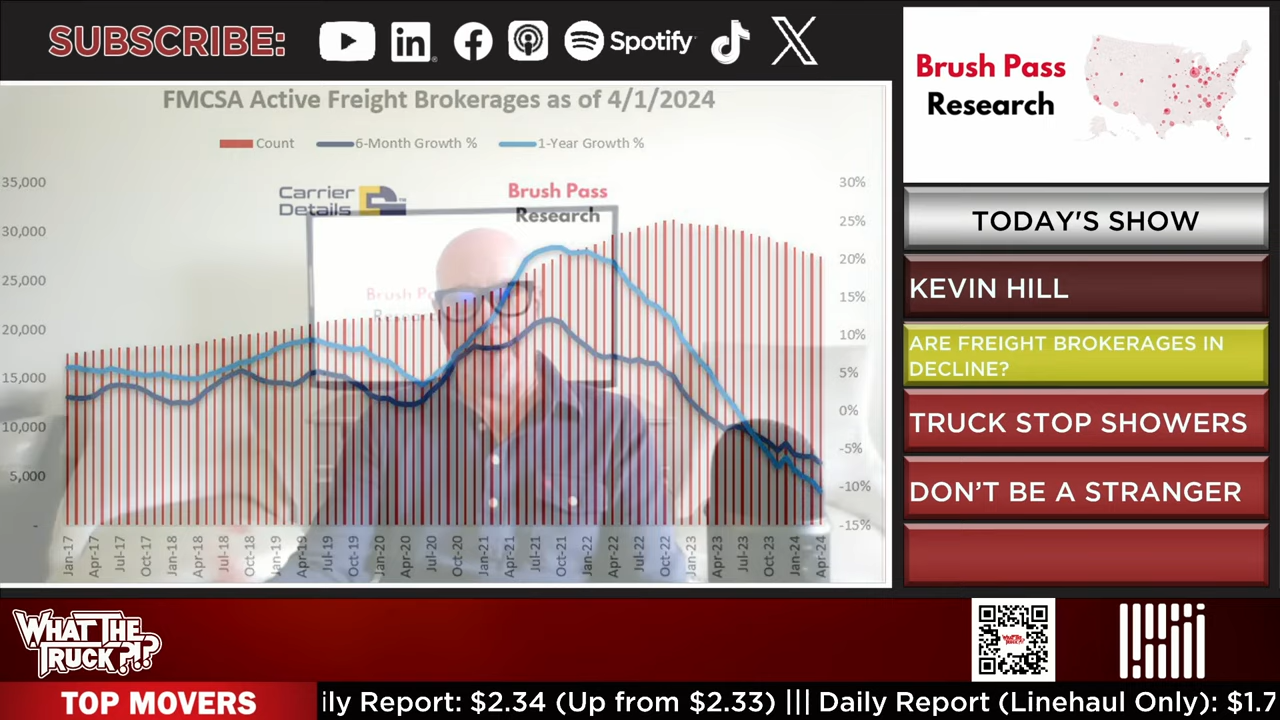 SUBSCRIBE:
Spotify
FMCSA Active Freight Brokerages as of 4/1/2024
Count
6-Month Growth %
1-Year Growth %
Carrier
Details
Brush Pass
Research
35,000
30,000
25,000
20,000
15,000
10,000
5,000
-
30%
25%
20%
15%
10%
5%
0%
-5%
-10%
-15%
Jan-17
Apr-17
Jul-17
Oct-17
Jan-18
Apr-18
Jul-18
Oct-18
Jan-19
Apr-19
Jul-19
Oct-19
Jan-20
Apr-20
Jul-20
Oct-20
Jan-21
Apr-21
Jul-21
Oct-21
Jan-22
Apr-22
Jul-22
Oct-22
Jan-23
Apr-23
Jul-23
Oct-23
Jan-24
Apr-24
Brush Pass
Research
TODAY'S SHOW
KEVIN HILL
ARE FREIGHT BROKERAGES IN
DECLINE?
TRUCK STOP SHOWERS
DON'T BE A STRANGER
WHAT THE
TRUCK?!?
TOP MOVERS
ily Report: $2.34 (Up from $2.33) ||| Daily Report (Linehaul Only): $1.7